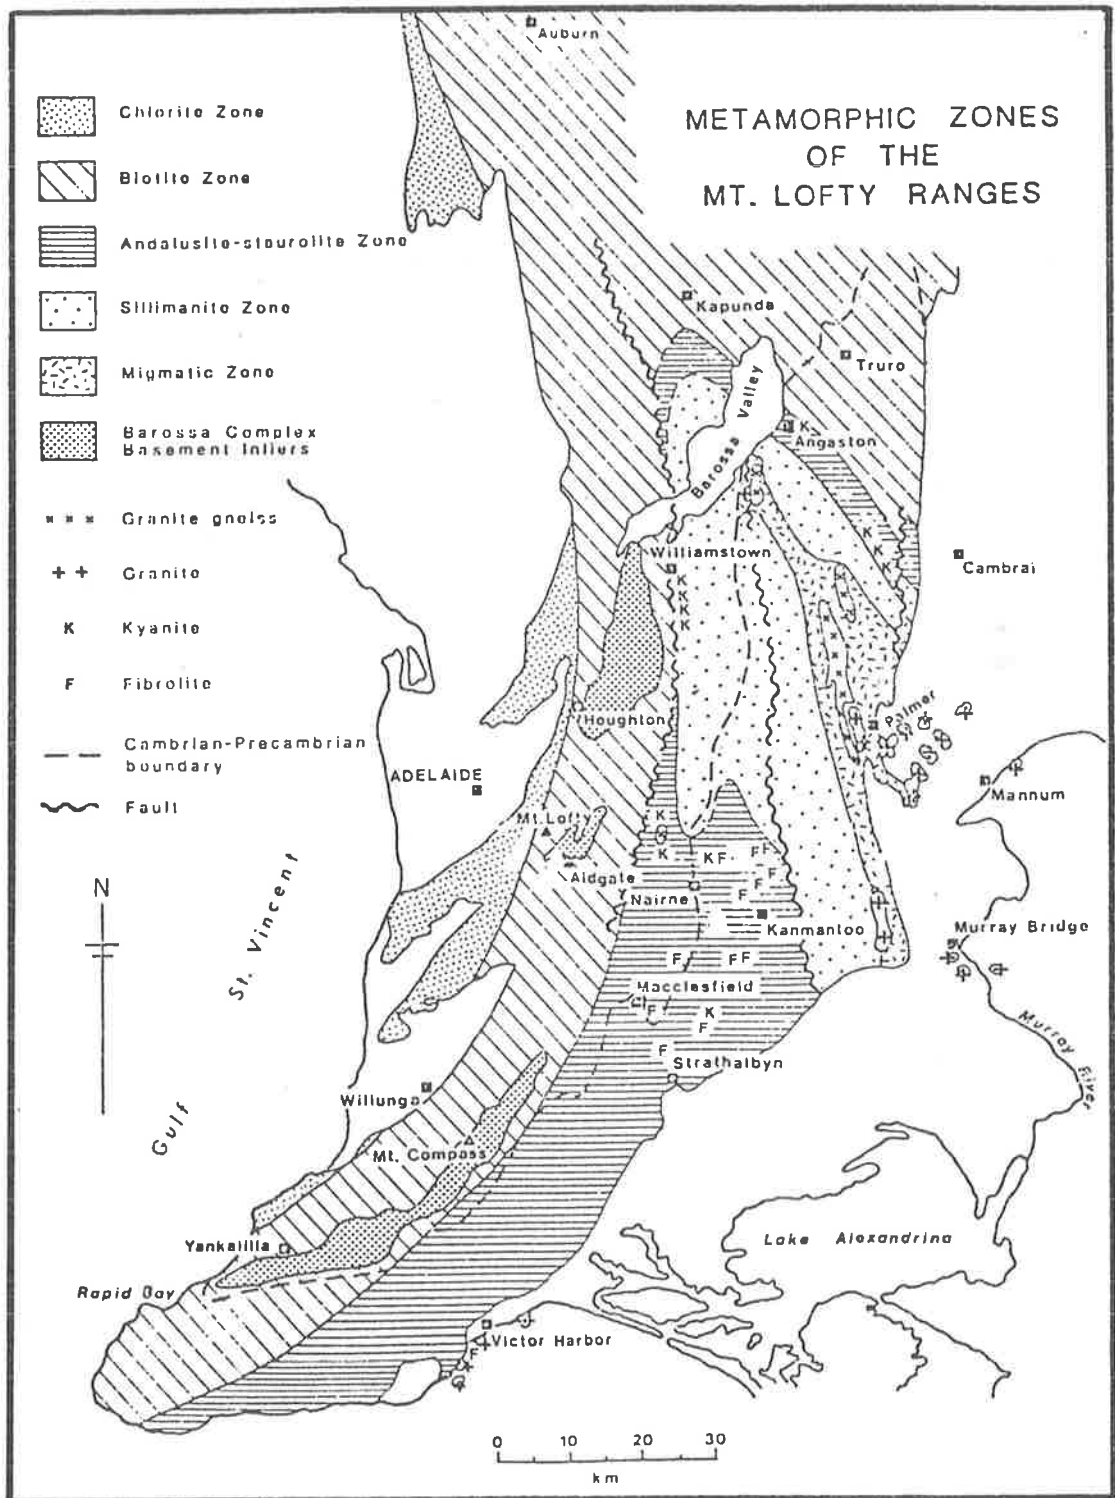 METAMORPHIC ZONES
OF THE
MT. LOFTY RANGES
Chlorite Zone
Biotite Zone
Andalusite-staurolite Zone
Sillimanite Zone
Migmatic Zone
Barossa Complex
Basement Inliers
Granite gneiss
Granite
K Kyanite
F Fibrolite
Cambrian-Precambrian
boundary
Fault
Auburn
Kapunda
Truro
Barossa Valley
K
Angaston
K
K
K
Williamstown
K
K
K
K
Cambrai
Houghton
Palmer
ADELAIDE
Mannum
Mt. Lofty
K
K
KF
F F
F
F
F
Aldgate
Nairne
Kanmantoo
Murray Bridge
F
F F
Macclesfield
F
K
F
F
Strathalbyn
Murray River
N
Gulf St. Vincent
Willunga
Mt. Compass
Yankalilla
Rapid Bay
Lake Alexandrina
Victor Harbor
F
0 10 20 30
km